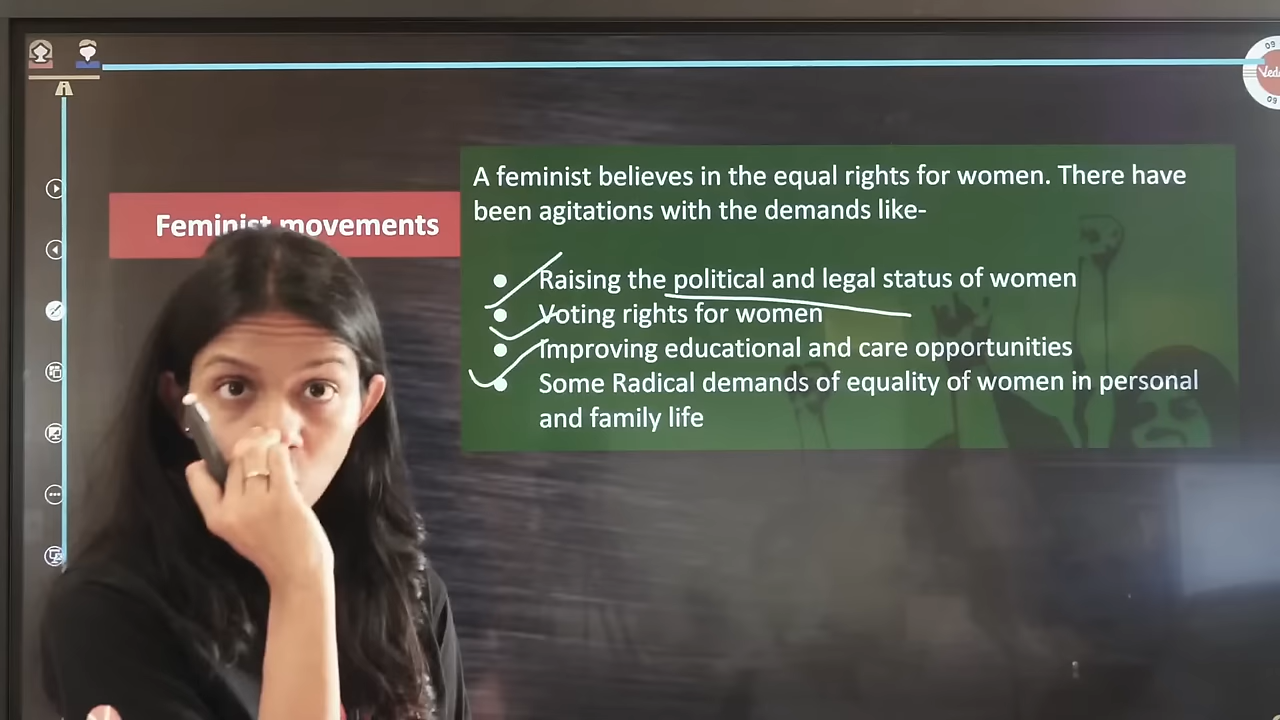 Feminist movements
A feminist believes in the equal rights for women. There have
been agitations with the demands like-
● Raising the political and legal status of women
● Voting rights for women
● Improving educational and care opportunities
● Some Radical demands of equality of women in personal
and family life
09
09